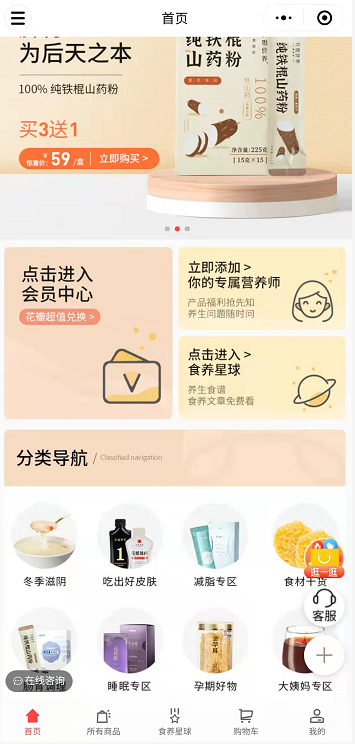 首页
为后天之本
100% 纯铁棍山药粉
买3送1
惊喜价: ¥59/盒 立即购买 >
纯铁棍
山药粉
100%
净含量:225克
[15克×15]
点击进入
会员中心
花瓣超值兑换 >
立即添加 >
你的专属营养师
产品福利抢先知
养生问题随时问
点击进入 >
食养星球
养生食谱
食养文章免费看
分类导航 / Classified navigation
冬季滋阴
吃出好皮肤
减脂专区
食材干货
逛一逛
客服
肠胃调理
睡眠专区
孕期好物
大姨妈专区
在线咨询
首页
所有商品
食养星球
购物车
我的